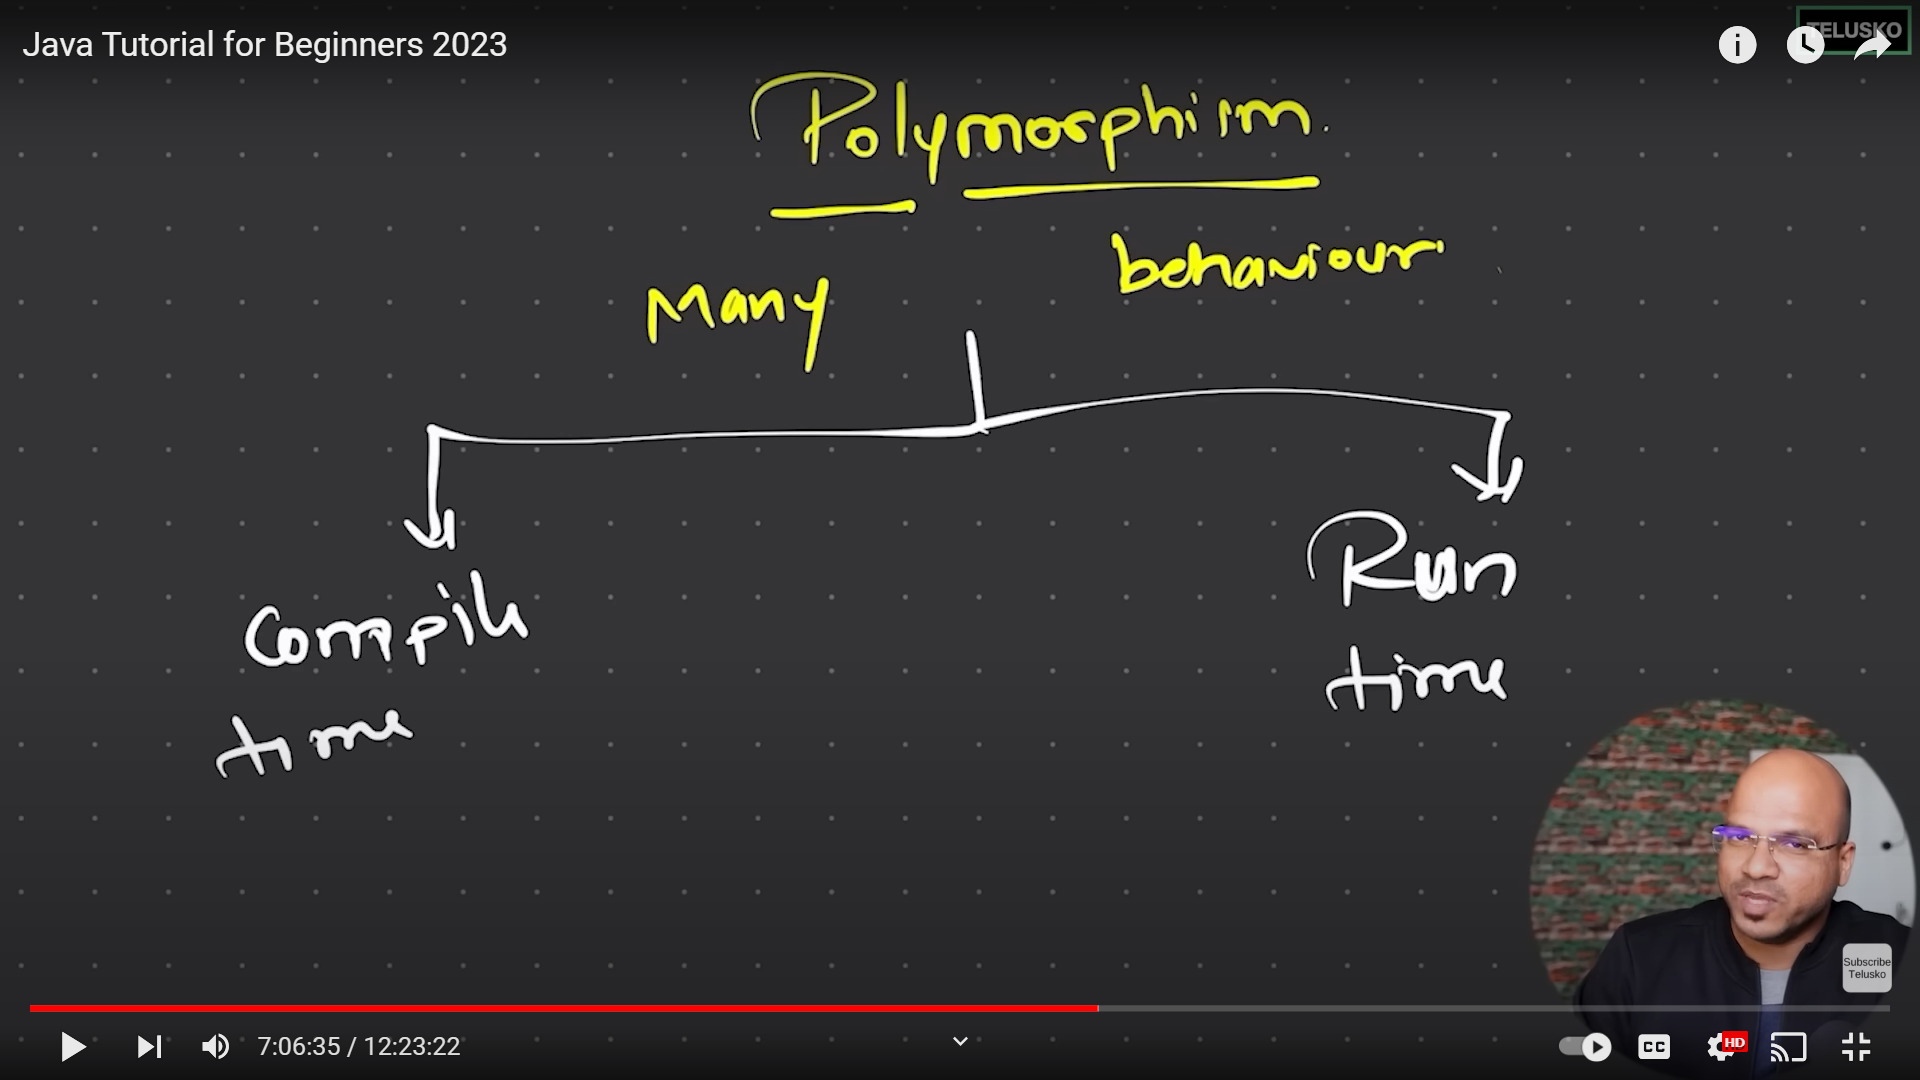 Java Tutorial for Beginners 2023
TELUSKO
Polymorphism.
Many
behaviour
Compile
time
Run
time
Subscribe
Telusko
7:06:35 / 12:23:22
CC
HD